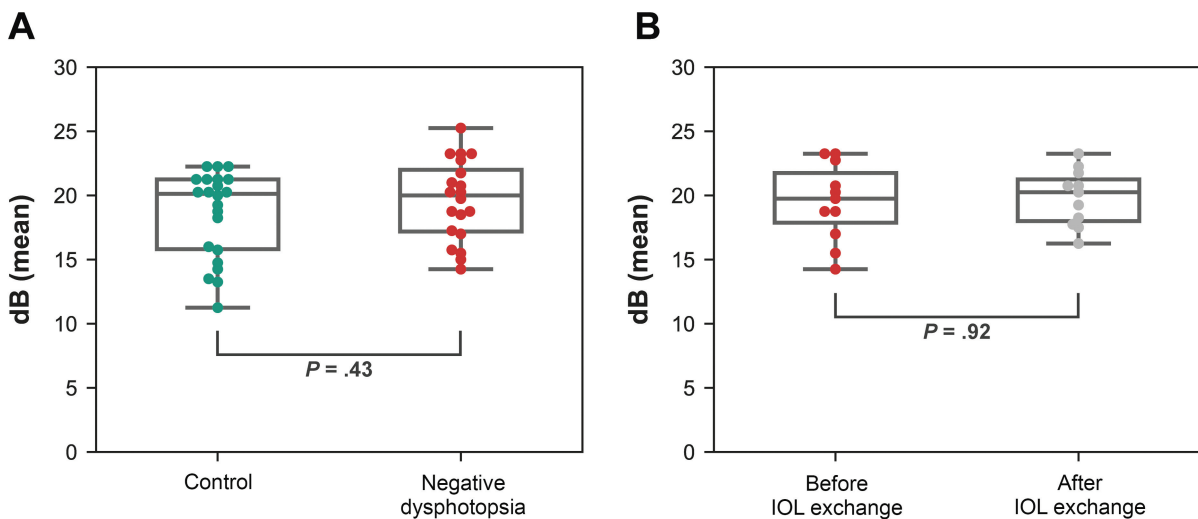 A
dB (mean)
30
25
20
15
10
5
0
P = .43
Control
Negative
dysphotopsia
B
dB (mean)
30
25
20
15
10
5
0
P = .92
Before
IOL exchange
After
IOL exchange